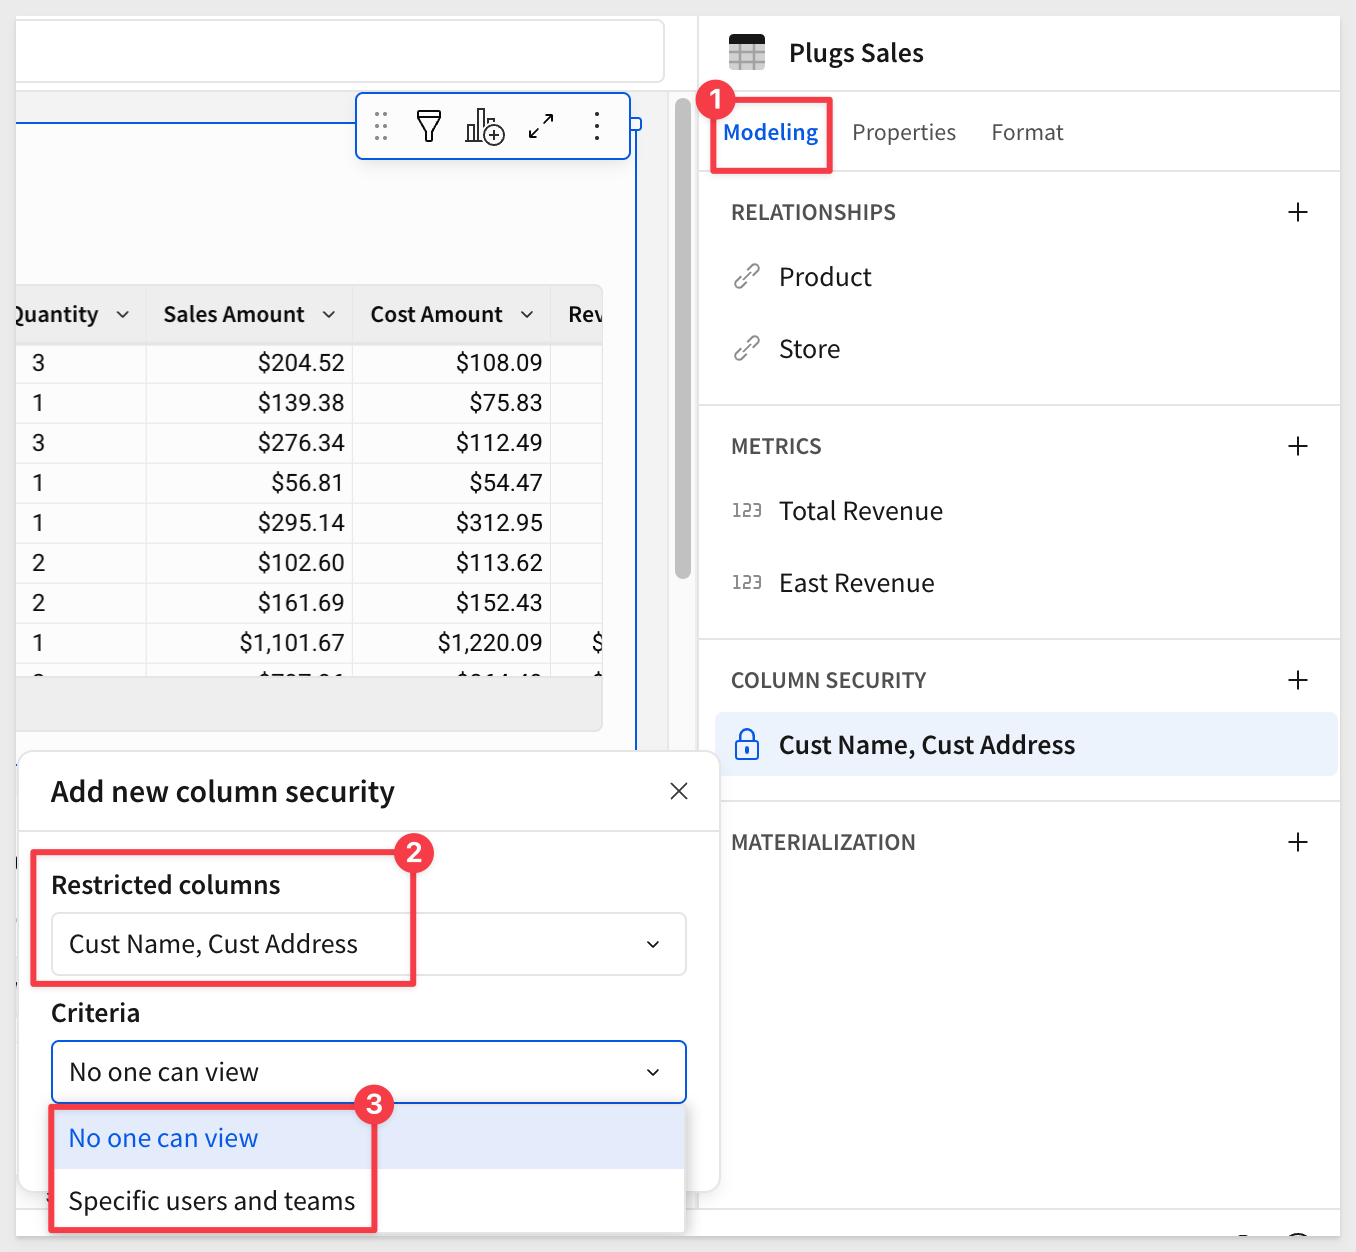 Plugs Sales
1
Modeling Properties Format
RELATIONSHIPS
Product
Store
METRICS
123 Total Revenue
123 East Revenue
COLUMN SECURITY
Cust Name, Cust Address
MATERIALIZATION
Quantity Sales Amount Cost Amount Rev
3 $204.52 $108.09
1 $139.38 $75.83
3 $276.34 $112.49
1 $56.81 $54.47
1 $295.14 $312.95
2 $102.60 $113.62
2 $161.69 $152.43
1 $1,101.67 $1,220.09 $
Add new column security
2
Restricted columns
Cust Name, Cust Address
Criteria
No one can view
3
No one can view
Specific users and teams